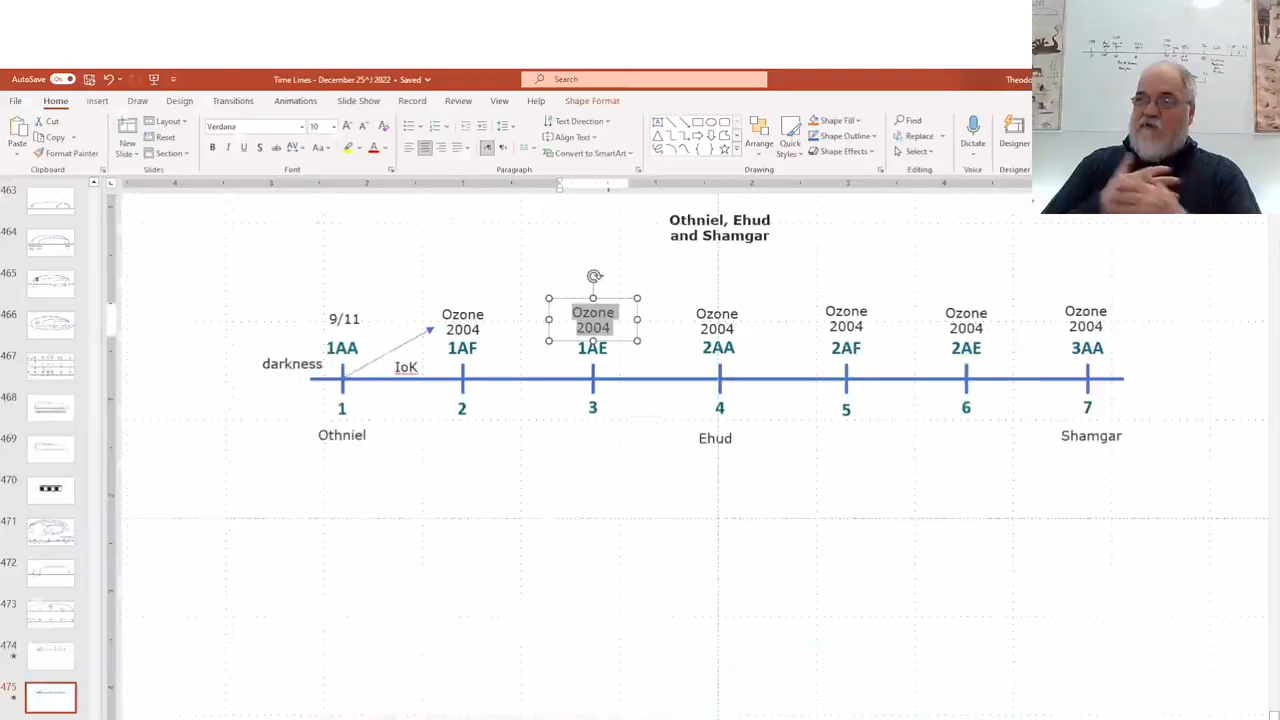 AutoSave On
Time Lines - December 25^J 2022 • Saved
Search
Theodo
File Home Insert Draw Design Transitions Animations Slide Show Record Review View Help Shape Format
Paste
Cut
Copy
Format Painter
Clipboard
New
Slide
Layout
Reset
Section
Slides
Verdana 10
Font
Paragraph
Text Direction
Align Text
Convert to SmartArt
Arrange
Quick
Styles
Shape Fill
Shape Outline
Shape Effects
Drawing
Find
Replace
Select
Editing
Dictate
Voice
Designer
Designer
463
465
466
467
468
469
470
471
472
473
474
475
Othniel, Ehud
and Shamgar
9/11
Ozone
2004
Ozone
2004
Ozone
2004
Ozone
2004
Ozone
2004
Ozone
2004
1AA 1AF 1AE 2AA 2AF 2AE 3AA
darkness
IoK
1 2 3 4 5 6 7
Othniel Ehud Shamgar